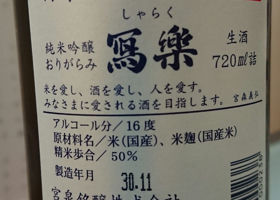 しゃらく
純米吟醸
おりがらみ
寫樂
生酒
720ml詰
米を愛し、酒を愛し、人を愛す。
みなさまに愛される酒を目指します。宮森義弘
アルコール分/16度
原材料名/米(国産)、米麹(国産米)
精米歩合/50%
製造年月
30.11
宮泉銘醸株式会社